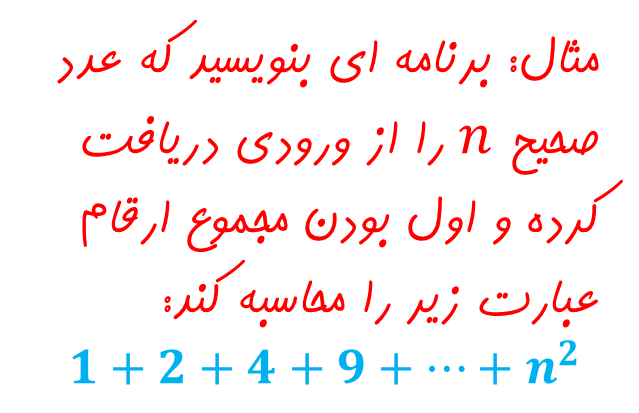 مثال: برنامه ای بنویسید که عدد
صحیح n را از ورودی دریافت
کرده و اول بودن مجموع ارقام
عبارت زیر را محاسبه کند:
1 + 2 + 4 + 9 + ⋯ + n²